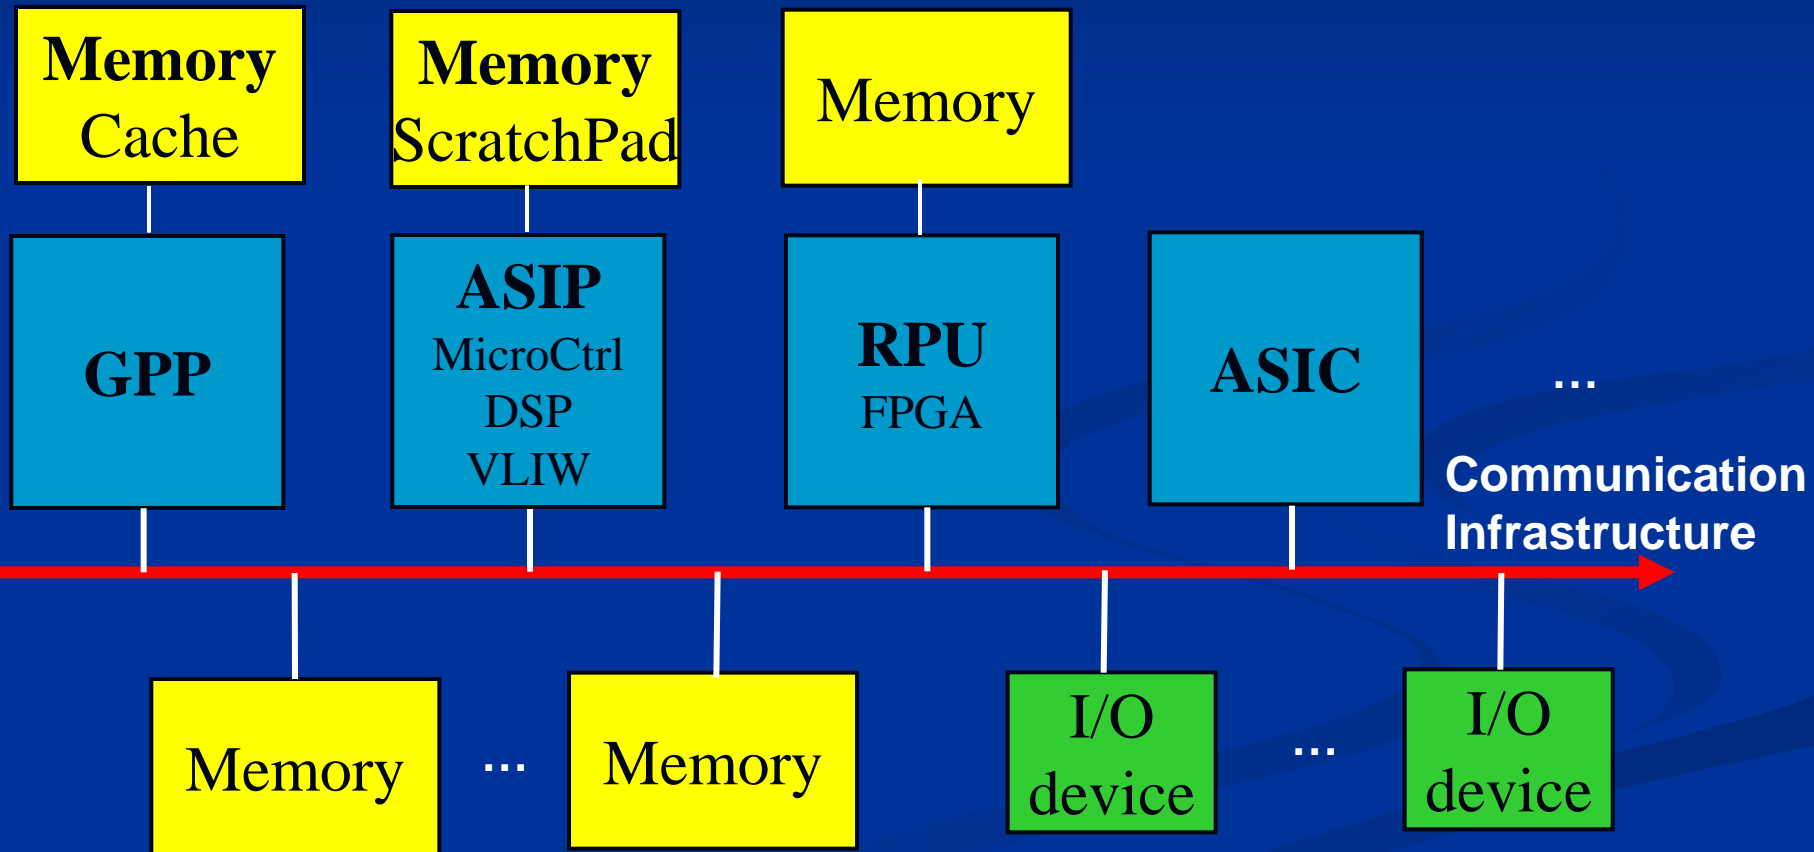 Memory
Cache
Memory
ScratchPad
Memory
GPP
ASIP
MicroCtrl
DSP
VLIW
RPU
FPGA
ASIC
...
Communication
Infrastructure
Memory
...
Memory
I/O
device
...
I/O
device